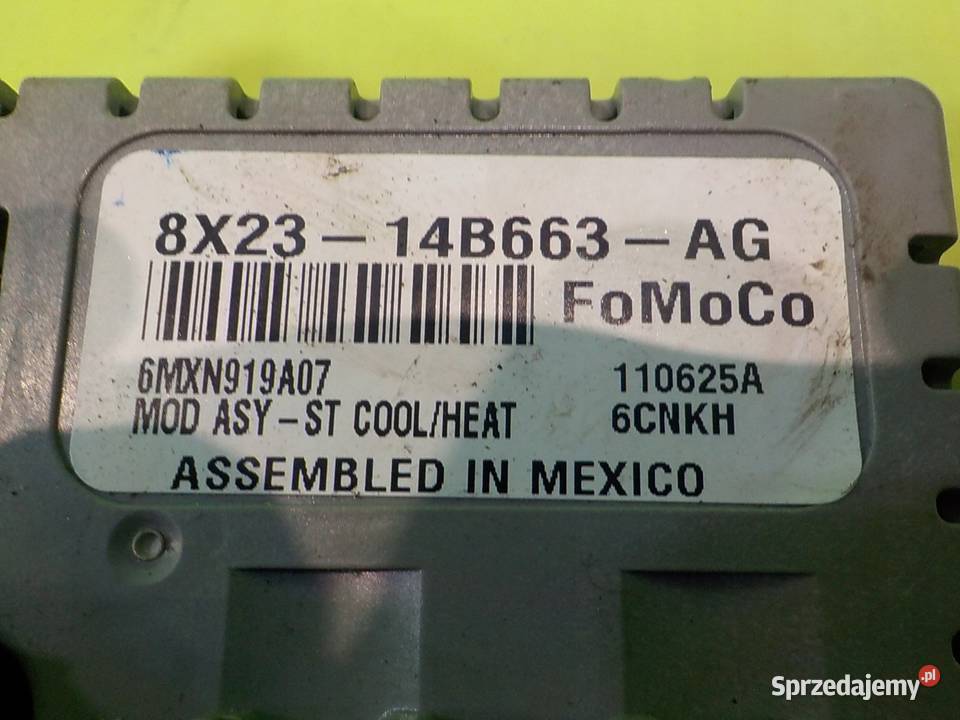 8X23-14B663-AG
FoMoCo
6MXN919A07 110625A
MOD ASY-ST COOL/HEAT 6CNKH
ASSEMBLED IN MEXICO
Sprzedajemy.pl